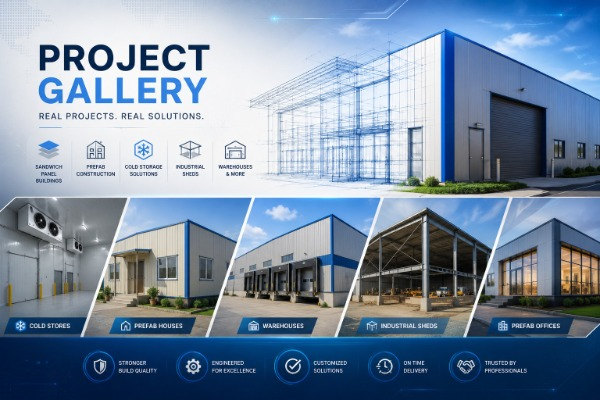 PROJECT
GALLERY
REAL PROJECTS. REAL SOLUTIONS.
SANDWICH
PANEL
BUILDINGS
PREFAB
CONSTRUCTION
COLD STORAGE
SOLUTIONS
INDUSTRIAL
SHEDS
WAREHOUSES
& MORE
COLD STORES
PREFAB HOUSES
WAREHOUSES
INDUSTRIAL SHEDS
PREFAB OFFICES
STRONGER
BUILD QUALITY
ENGINEERED
FOR EXCELLENCE
CUSTOMIZED
SOLUTIONS
ON TIME
DELIVERY
TRUSTED BY
PROFESSIONALS